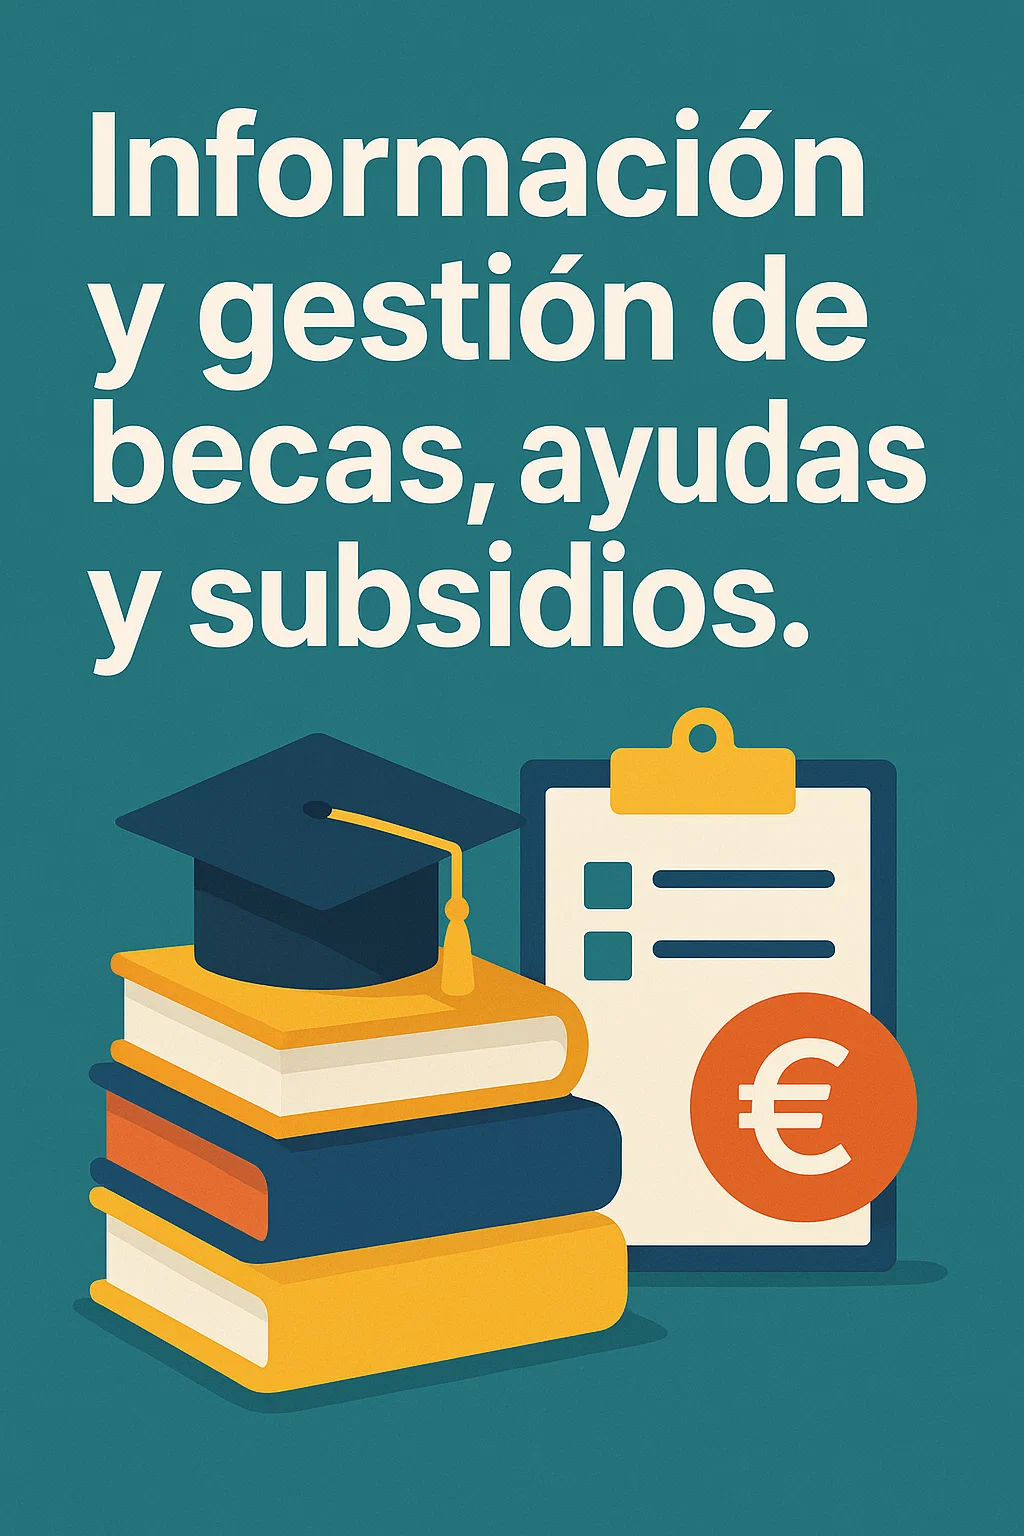 Información
y gestión de
becas, ayudas
y subsidios.
€